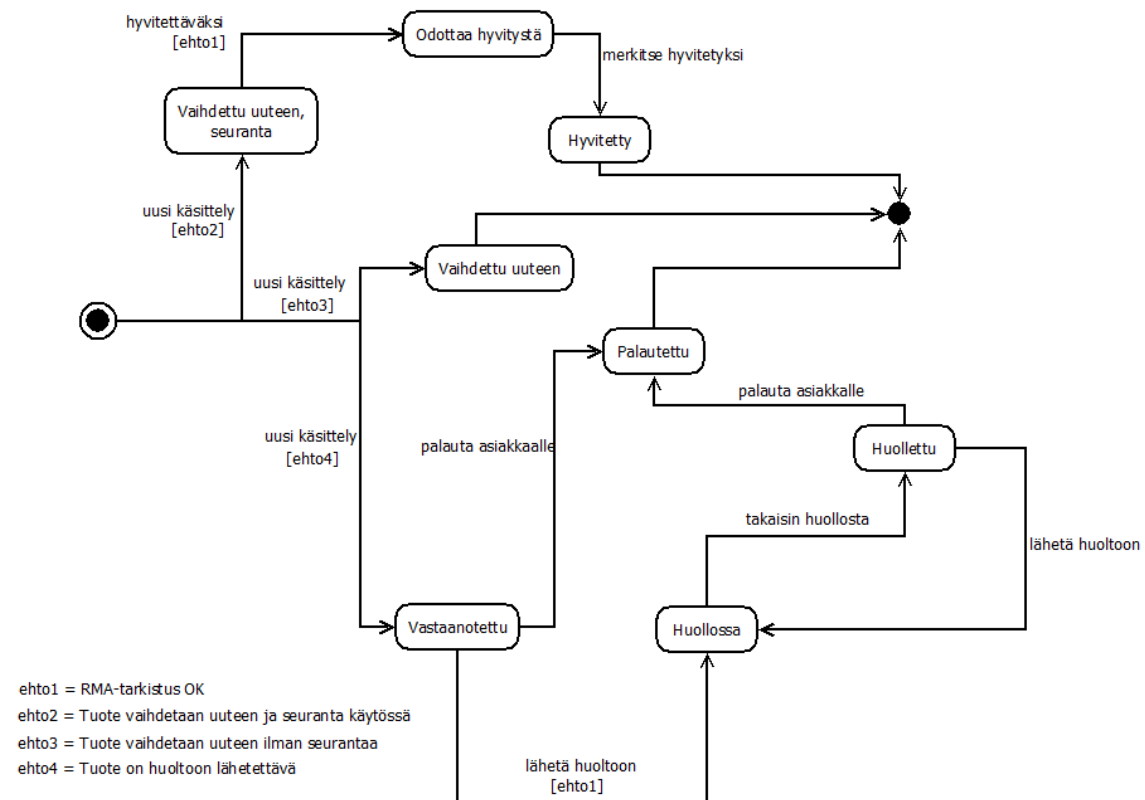 hyvitettäväksi
[ehto1]
Odottaa hyvitystä
merkitse hyvitetyksi
Vaihdettu uuteen,
seuranta
Hyvitetty
uusi käsittely
[ehto2]
Vaihdettu uuteen
uusi käsittely
[ehto3]
Palautettu
palauta asiakkalle
uusi käsittely
[ehto4]
palauta asiakkaalle
Huollettu
takaisin huollosta
lähetä huoltoon
Vastaanotettu
Huollossa
ehto1 = RMA-tarkistus OK
ehto2 = Tuote vaihdetaan uuteen ja seuranta käytössä
ehto3 = Tuote vaihdetaan uuteen ilman seurantaa
ehto4 = Tuote on huoltoon lähetettävä
lähetä huoltoon
[ehto1]